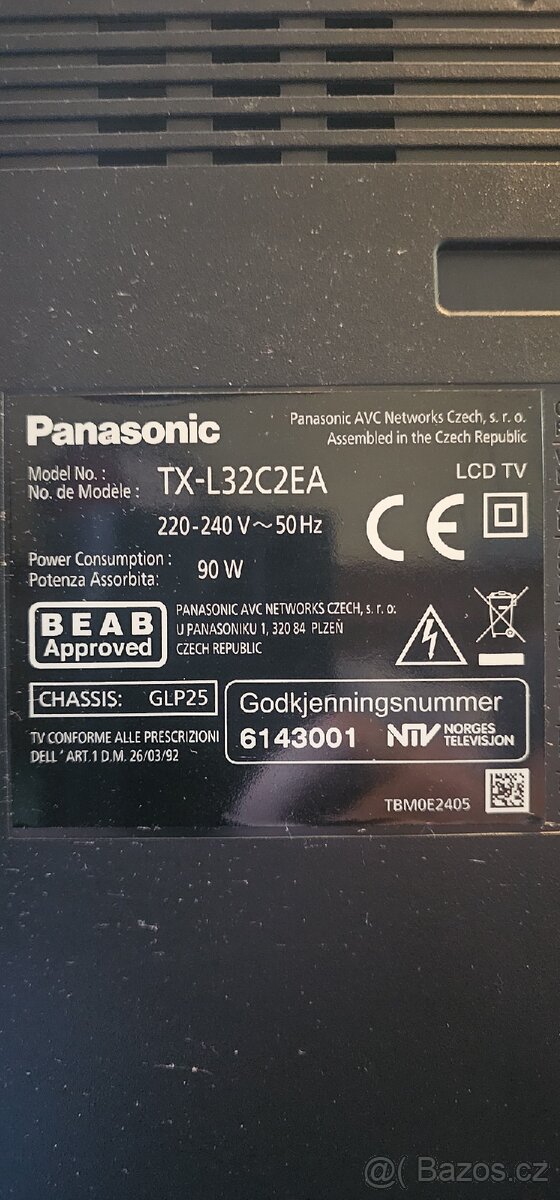 Panasonic
Panasonic AVC Networks Czech, s. r. o.
Assembled in the Czech Republic
Model No. :
No. de Modèle :
TX-L32C2EA
LCD TV
220-240 V~50 Hz
CE
Power Consumption :
Potenza Assorbita:
90 W
BEAB
Approved
PANASONIC AVC NETWORKS CZECH, s. r. o.
U PANASONIKU 1, 320 84 PLZEŇ
CZECH REPUBLIC
CHASSIS: GLP25
Godkjenningsnummer
6143001 NTV NORGES
TELEVISJON
TV CONFORME ALLE PRESCRIZIONI
DELL´ART.1 D.M. 26/03/92
TBM0E2405
@( Bazos.cz